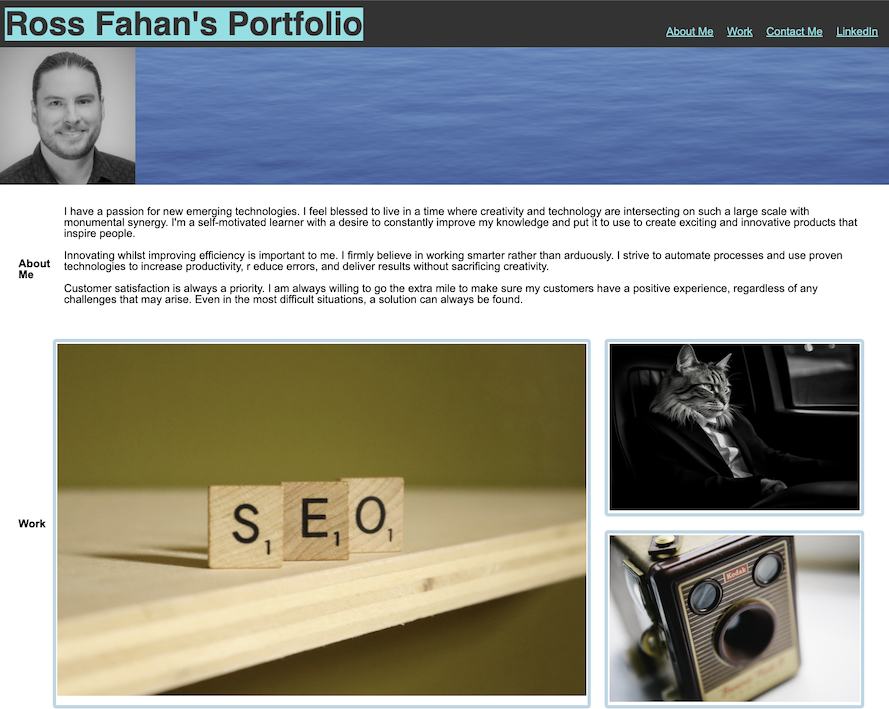 Ross Fahan's Portfolio
About Me Work Contact Me LinkedIn
I have a passion for new emerging technologies. I feel blessed to live in a time where creativity and technology are intersecting on such a large scale with
monumental synergy. I'm a self-motivated learner with a desire to constantly improve my knowledge and put it to use to create exciting and innovative products that
inspire people.
About
Me
Innovating whilst improving efficiency is important to me. I firmly believe in working smarter rather than arduously. I strive to automate processes and use proven
technologies to increase productivity, r educe errors, and deliver results without sacrificing creativity.
Customer satisfaction is always a priority. I am always willing to go the extra mile to make sure my customers have a positive experience, regardless of any
challenges that may arise. Even in the most difficult situations, a solution can always be found.
Work
S1 E1 O1
Kodak